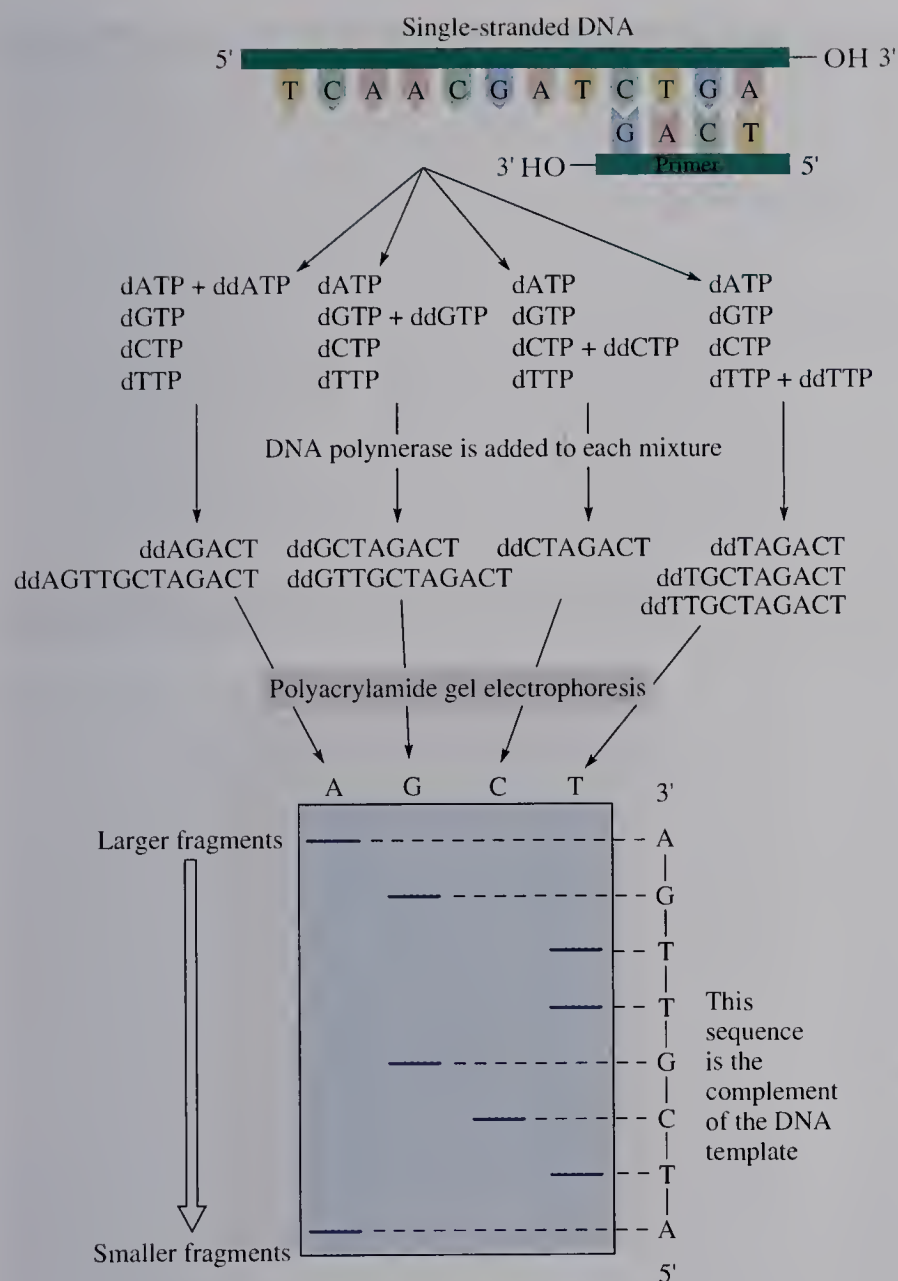 Single-stranded DNA
5' OH 3'
T C A A C G A T C T G A
G A C T
3' HO Primer 5'
dATP + ddATP dATP dATP dATP
dGTP dGTP + ddGTP dGTP dGTP
dCTP dCTP dCTP + ddCTP dCTP
dTTP dTTP dTTP dTTP + ddTTP
DNA polymerase is added to each mixture
ddAGACT ddGCTAGACT ddCTAGACT ddTAGACT
ddAGTTGCTAGACT ddGTTGCTAGACT ddTGCTAGACT
ddTTGCTAGACT
Polyacrylamide gel electrophoresis
A G C T 3'
Larger fragments A
G
T
T This
sequence
G is the
complement
C of the DNA
template
T
Smaller fragments A
5'